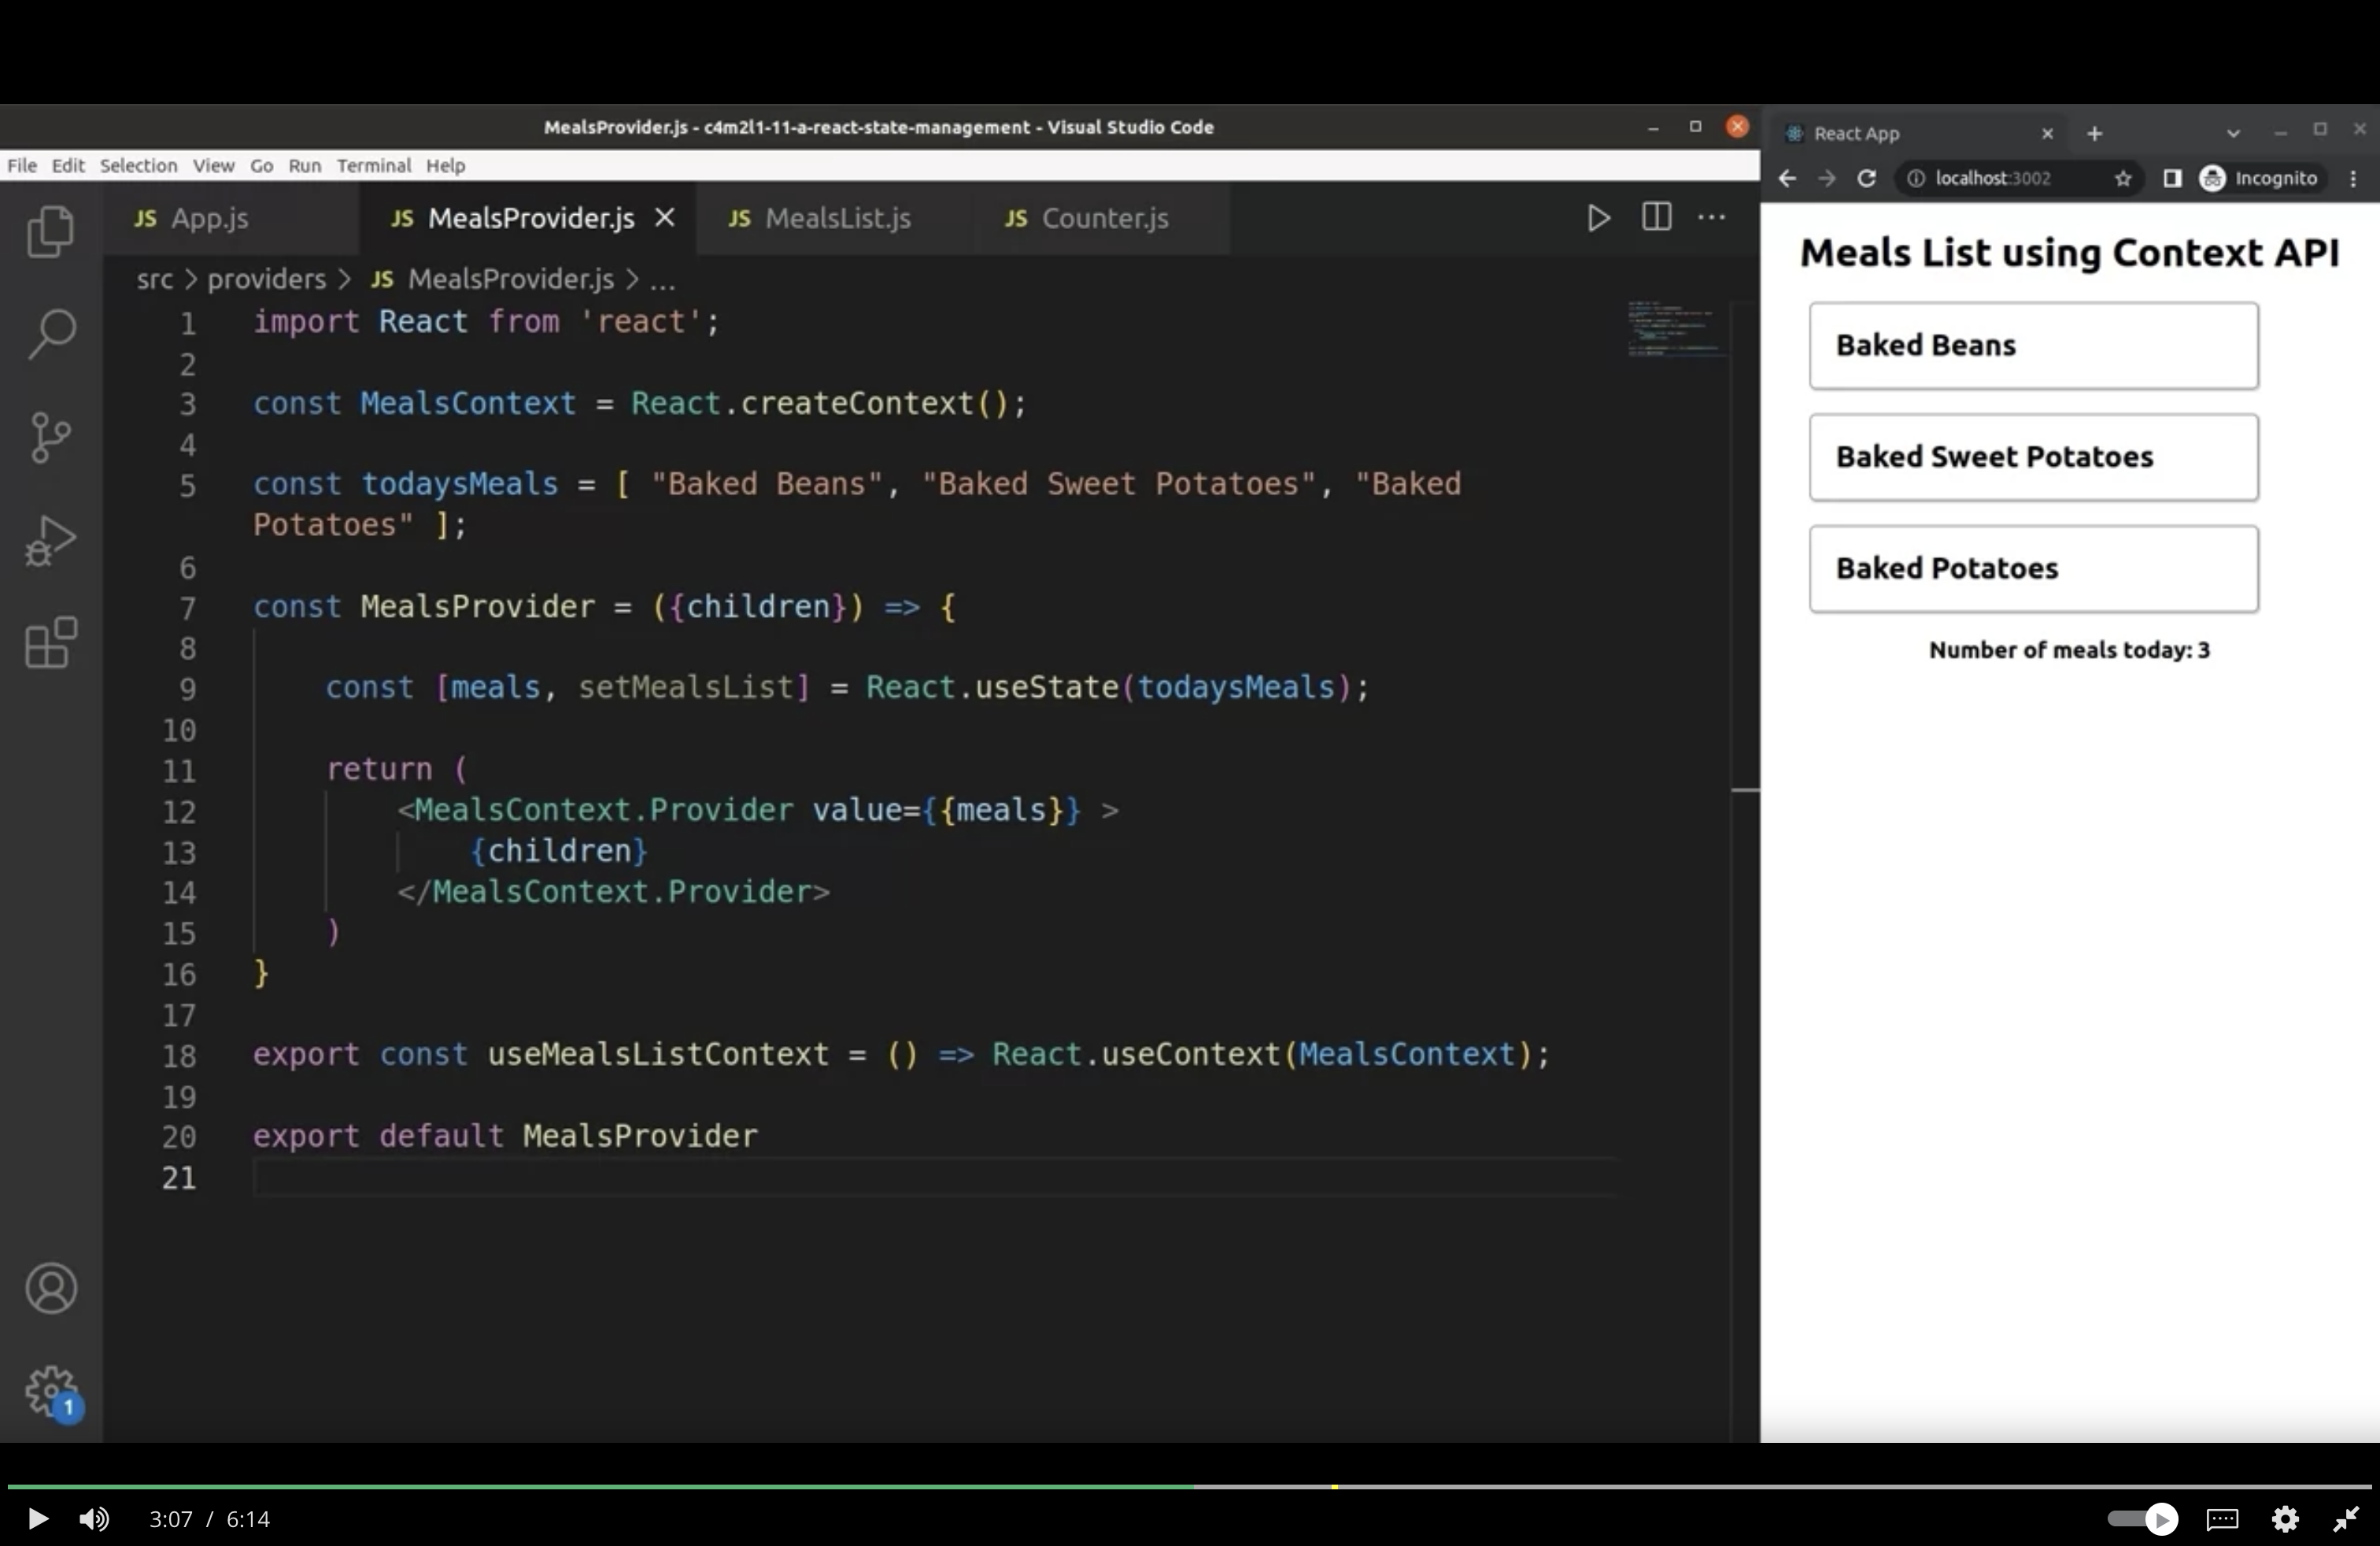 MealsProvider.js - c4m2l1-11-a-react-state-management - Visual Studio Code
File Edit Selection View Go Run Terminal Help
JS App.js JS MealsProvider.js JS MealsList.js JS Counter.js
src > providers > JS MealsProvider.js > ...
1 import React from 'react';
2
3 const MealsContext = React.createContext();
4
5 const todaysMeals = [ "Baked Beans", "Baked Sweet Potatoes", "Baked
Potatoes" ];
6
7 const MealsProvider = ({children}) => {
8
9 const [meals, setMealsList] = React.useState(todaysMeals);
10
11 return (
12 <MealsContext.Provider value={{meals}} >
13 {children}
14 </MealsContext.Provider>
15 )
16 }
17
18 export const useMealsListContext = () => React.useContext(MealsContext);
19
20 export default MealsProvider
21
1
React App
localhost:3002 Incognito
Meals List using Context API
Baked Beans
Baked Sweet Potatoes
Baked Potatoes
Number of meals today: 3
3:07 / 6:14